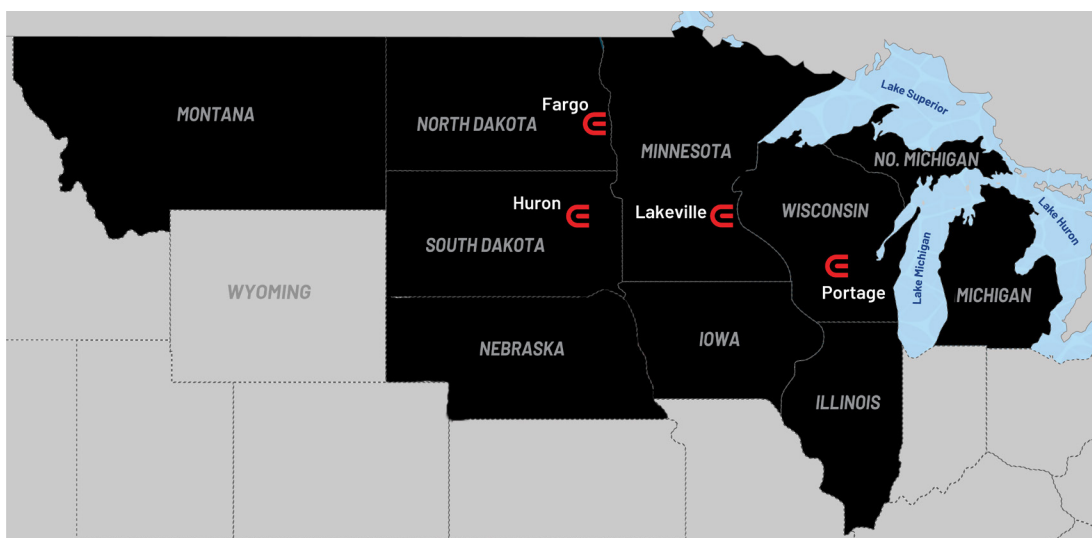 MONTANA
NORTH DAKOTA
Fargo
MINNESOTA
Lake Superior
NO. MICHIGAN
Huron
SOUTH DAKOTA
Lakeville
WISCONSIN
Lake Huron
Lake Michigan
WYOMING
Portage
MICHIGAN
NEBRASKA
IOWA
ILLINOIS